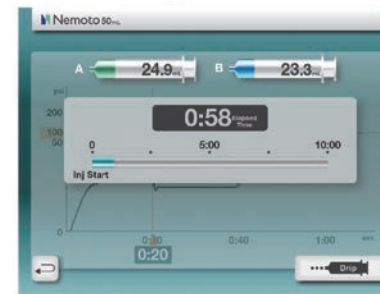 Nemoto 50mL
A 24.9mL B 23.3mL
psi
200
100
50
0:58 Elapsed Time
0 5:00 10:00
Inj Start
0 0:20 0:40 1:00 sec
0:20
Drip